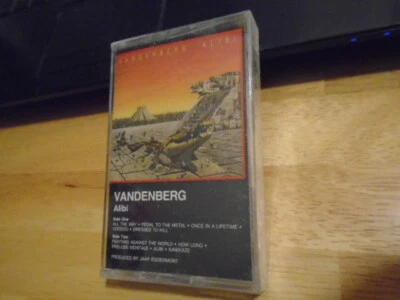 VANDENBERG ALIBI
VANDENBERG
Alibi
Side One
ALL THE WAY • PEDAL TO THE METAL • ONCE IN A LIFETIME •
VOODOO • DRESSED TO KILL
Side Two
FIGHTING AGAINST THE WORLD • HOW LONG •
PRELUDE MORTALE • ALIBI • KAMIKAZE
PRODUCED BY JAAP EGGERMONT